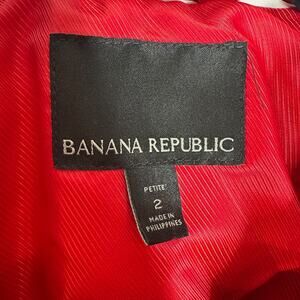 BANANA REPUBLIC
PETITE
2
MADE IN
PHILIPPINES